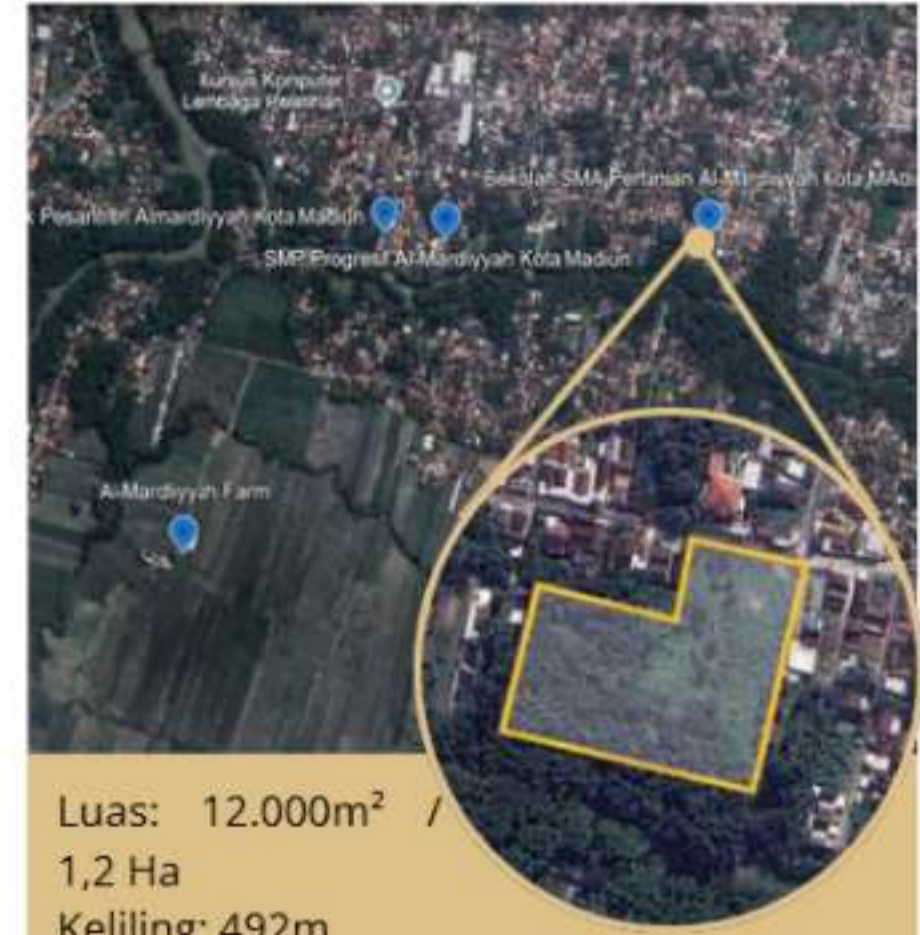 Kursus Komputer
Lembaga Pelatihan
Sekolah SMA Pertanian Al-Mardiyyah Kota MAdi
k Pesantren Almardiyyah Kota Madiun
SMP Progresif Al-Mardiyyah Kota Madiun
Al-Mardiyyah Farm
Luas: 12.000m² /
1,2 Ha
Keliling: 492m